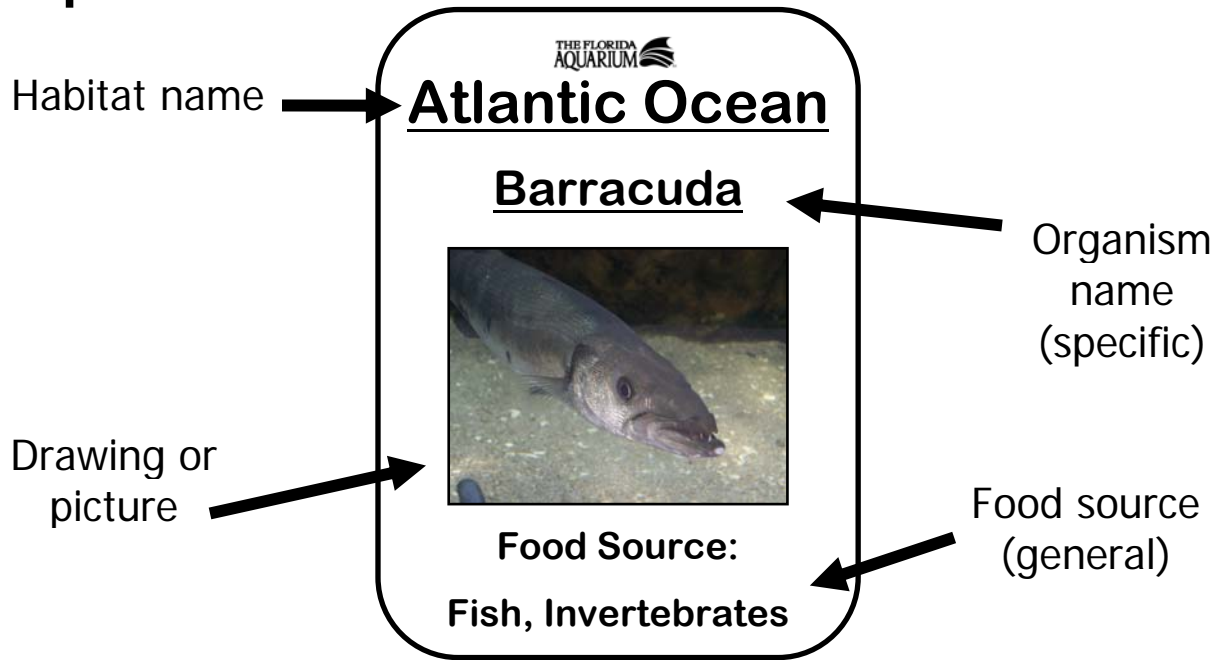 THE FLORIDA
AQUARIUM
Habitat name
Atlantic Ocean
Barracuda
Organism
name
(specific)
Drawing or
picture
Food Source:
Fish, Invertebrates
Food source
(general)